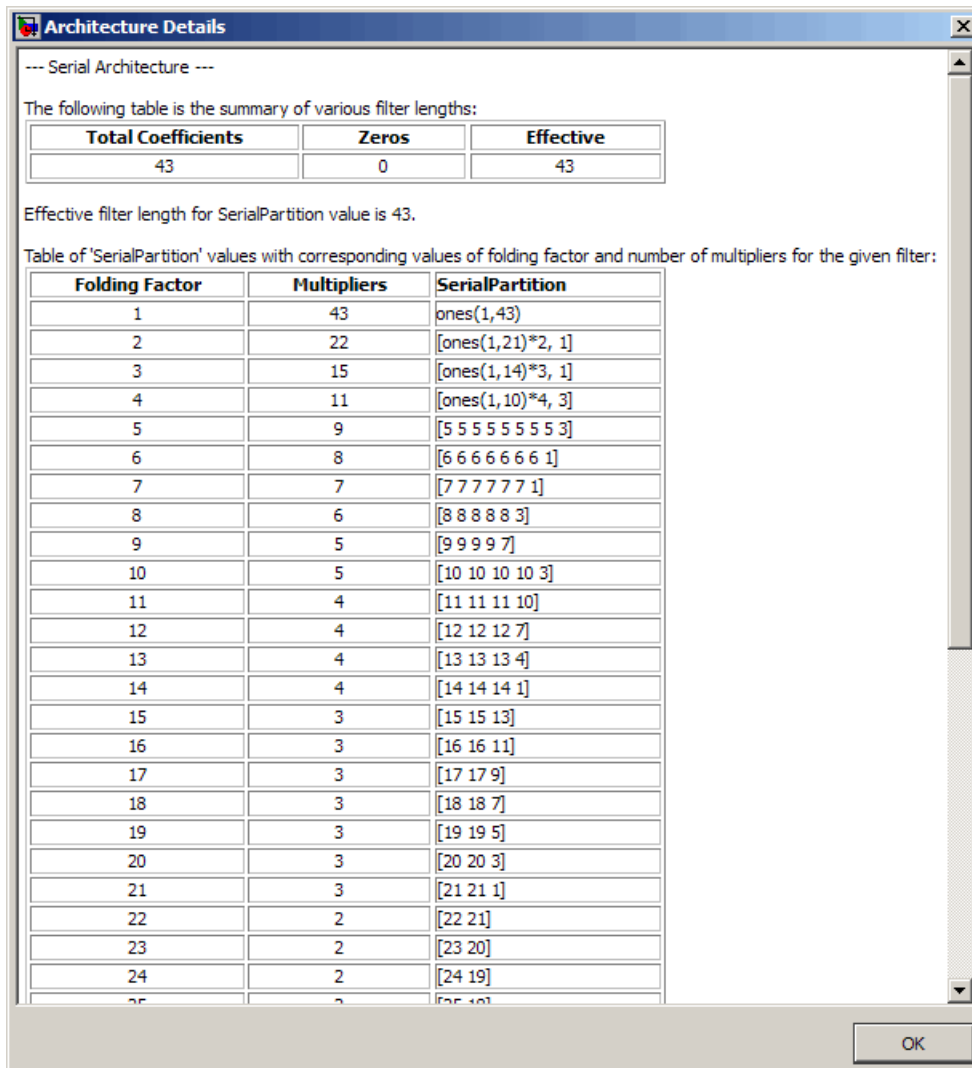 Architecture Details
--- Serial Architecture ---
The following table is the summary of various filter lengths:
Total Coefficients Zeros Effective
43 0 43
Effective filter length for SerialPartition value is 43.
Table of 'SerialPartition' values with corresponding values of folding factor and number of multipliers for the given filter:
Folding Factor Multipliers SerialPartition
1 43 ones(1,43)
2 22 [ones(1,21)*2, 1]
3 15 [ones(1,14)*3, 1]
4 11 [ones(1,10)*4, 3]
5 9 [5 5 5 5 5 5 5 5 3]
6 8 [6 6 6 6 6 6 6 1]
7 7 [7 7 7 7 7 7 1]
8 6 [8 8 8 8 8 3]
9 5 [9 9 9 9 7]
10 5 [10 10 10 10 3]
11 4 [11 11 11 10]
12 4 [12 12 12 7]
13 4 [13 13 13 4]
14 4 [14 14 14 1]
15 3 [15 15 13]
16 3 [16 16 11]
17 3 [17 17 9]
18 3 [18 18 7]
19 3 [19 19 5]
20 3 [20 20 3]
21 3 [21 21 1]
22 2 [22 21]
23 2 [23 20]
24 2 [24 19]
OK